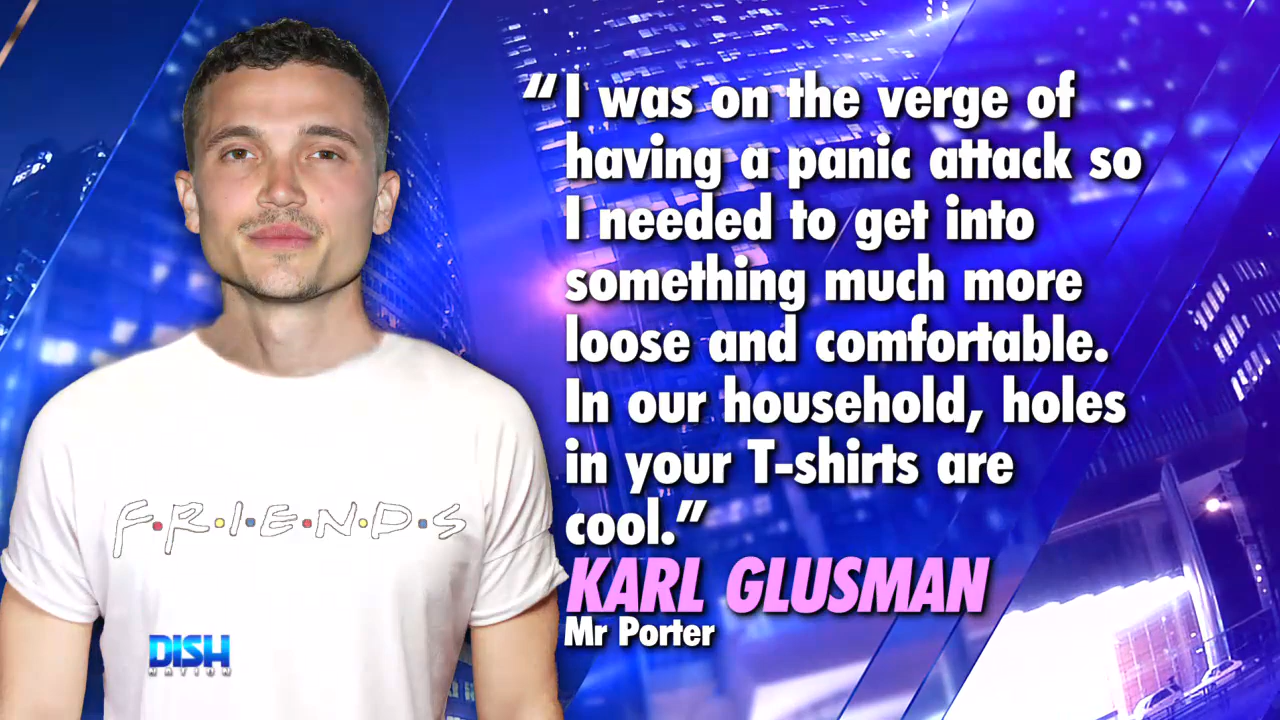 “I was on the verge of
having a panic attack so
I needed to get into
something much more
loose and comfortable.
In our household, holes
in your T-shirts are
cool.”
KARL GLUSMAN
Mr Porter
F·R·I·E·N·D·S
DISH
NATION